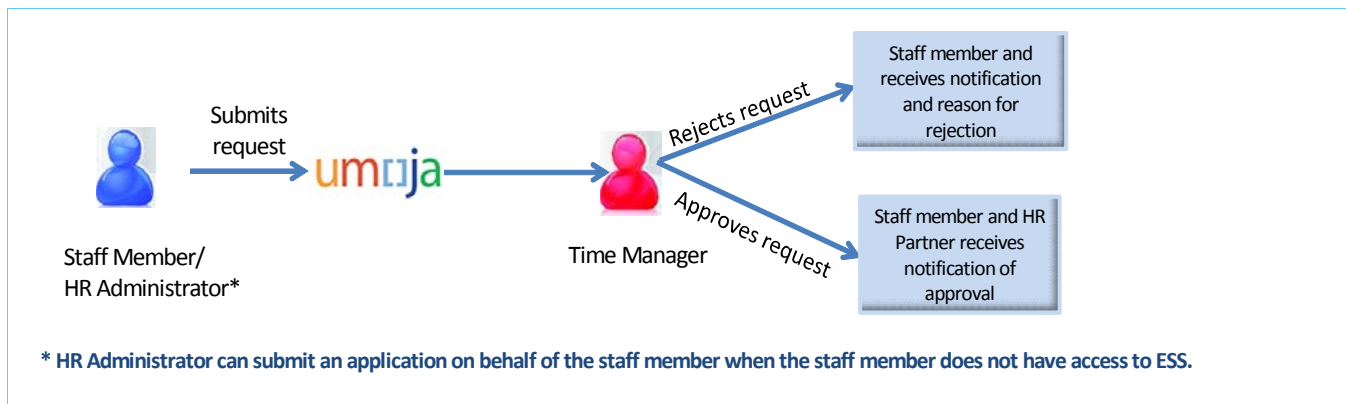 Submits
request
um▯▯ja
Staff Member/
HR Administrator*
Time Manager
Rejects request
Approves request
Staff member and
receives notification
and reason for
rejection
Staff member and HR
Partner receives
notification of
approval
* HR Administrator can submit an application on behalf of the staff member when the staff member does not have access to ESS.